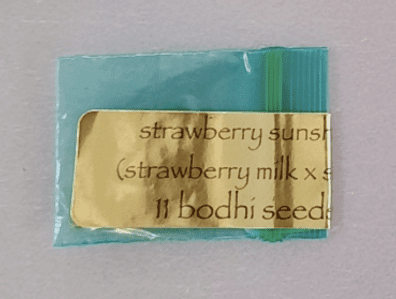 strawberry sunsh
(strawberry milk x s
11 bodhi seeds